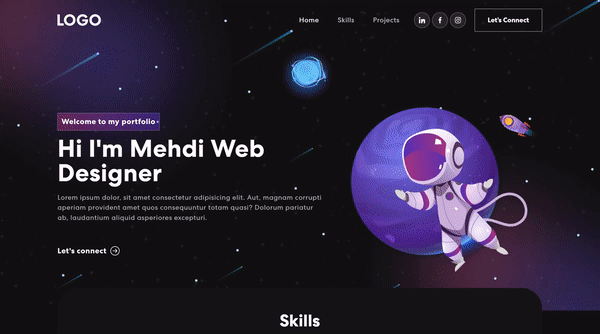 LOGO
Home
Skills
Projects
in
f
Let's Connect
Welcome to my portfolio
Hi I'm Mehdi Web
Designer
Lorem ipsum dolor, sit amet consectetur adipisicing elit. Aut, magnam corrupti
aperiam provident amet quos consequuntur totam quasi? Dolorum pariatur
ab, laudantium aliquid asperiores excepturi.
Let's connect
Skills